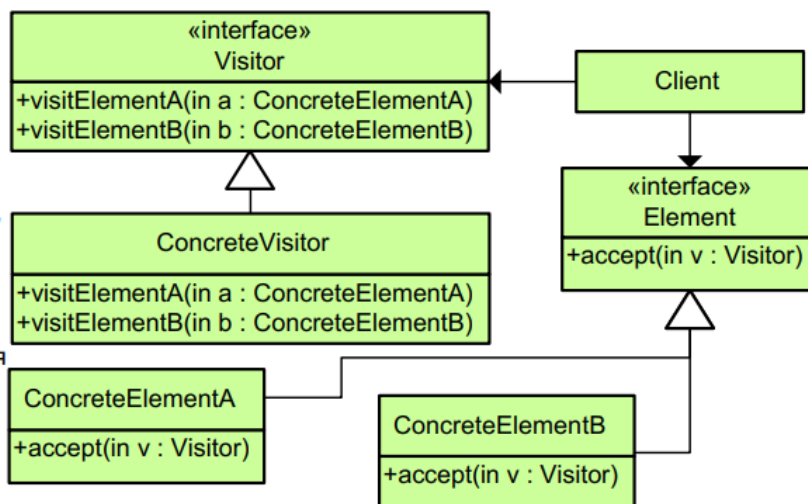 «interface»
Visitor
+visitElementA(in a : ConcreteElementA)
+visitElementB(in b : ConcreteElementB)
Client
«interface»
Element
+accept(in v : Visitor)
ConcreteVisitor
+visitElementA(in a : ConcreteElementA)
+visitElementB(in b : ConcreteElementB)
я
ConcreteElementA
+accept(in v : Visitor)
ConcreteElementB
+accept(in v : Visitor)